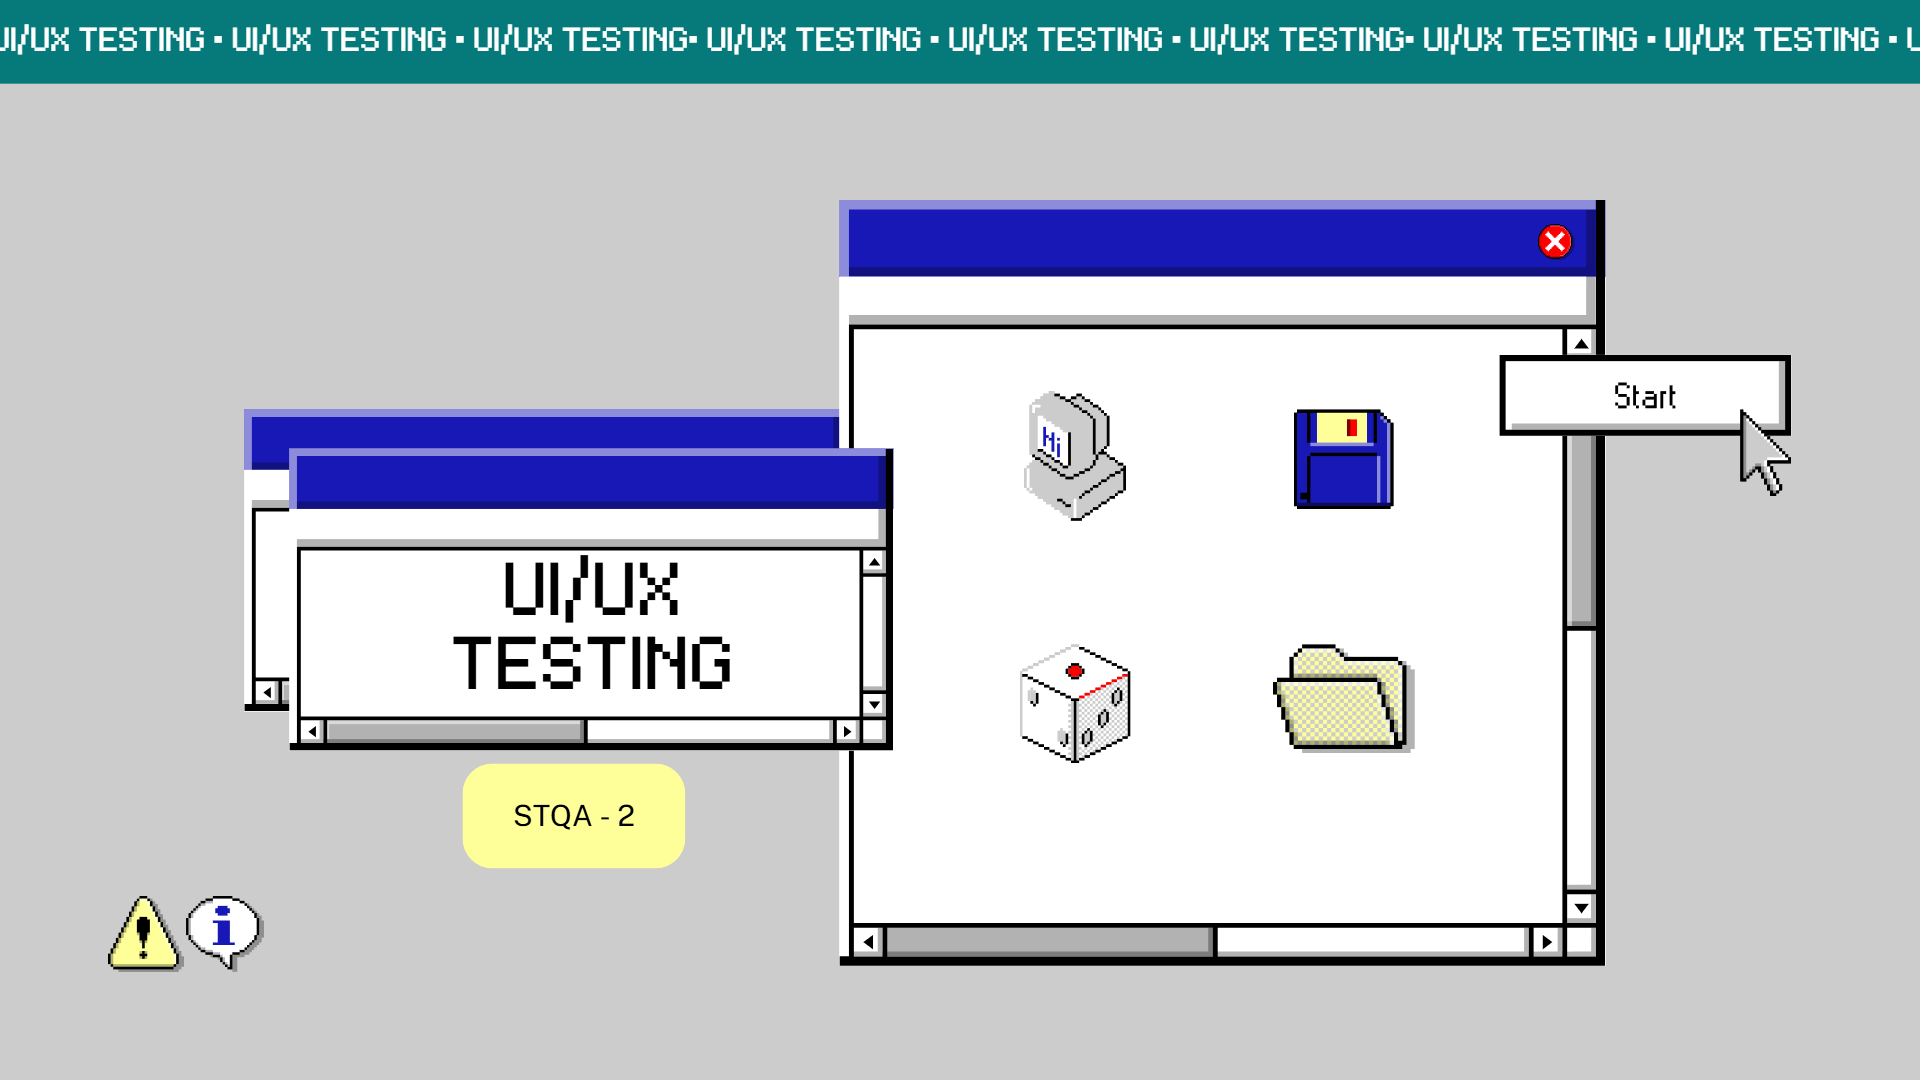 UI/UX TESTING • UI/UX TESTING • UI/UX TESTING• UI/UX TESTING • UI/UX TESTING • UI/UX TESTING• UI/UX TESTING • UI/UX TESTING •
Start
Hi
UI/UX
TESTING
STQA - 2